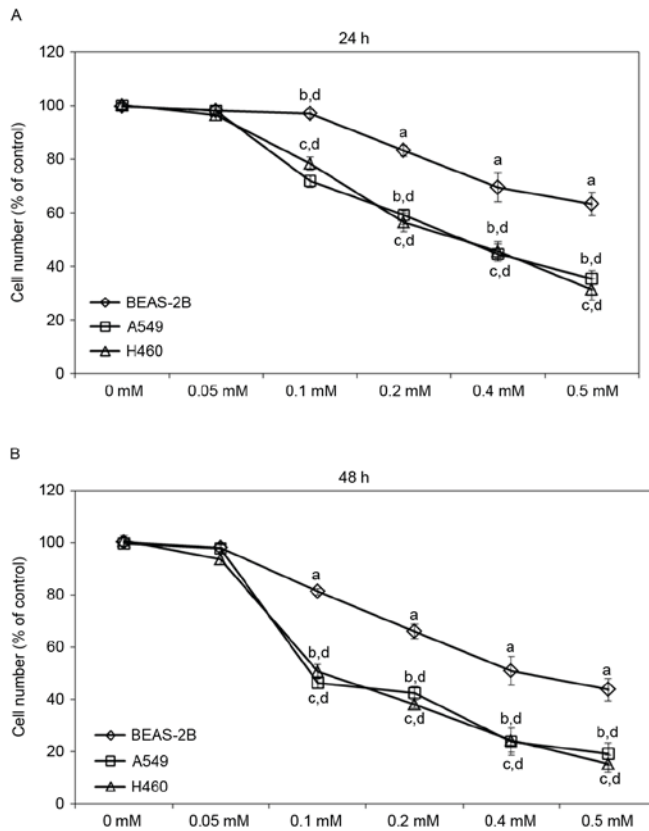 A
24 h
120
100
80
60
40
20
0
Cell number (% of control)
b,d
a
a
a
c,d
b,d
b,d
b,d
c,d
c,d
c,d
BEAS-2B
A549
H460
0 mM 0.05 mM 0.1 mM 0.2 mM 0.4 mM 0.5 mM
B
48 h
120
100
80
60
40
20
0
Cell number (% of control)
a
a
a
a
b,d
b,d
b,d
b,d
c,d
c,d
c,d
c,d
BEAS-2B
A549
H460
0 mM 0.05 mM 0.1 mM 0.2 mM 0.4 mM 0.5 mM